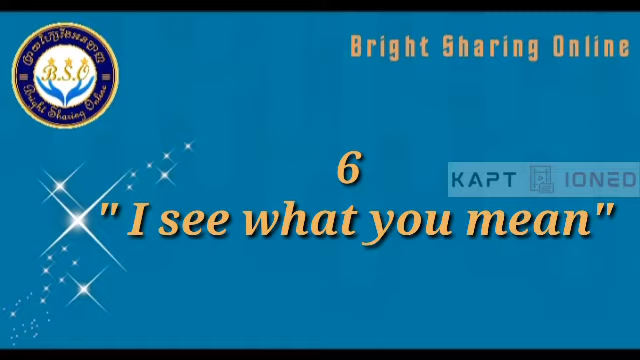 Bright Sharing Online
B.S.O
Bright Sharing Online
6
KAPT IONED
" I see what you mean"